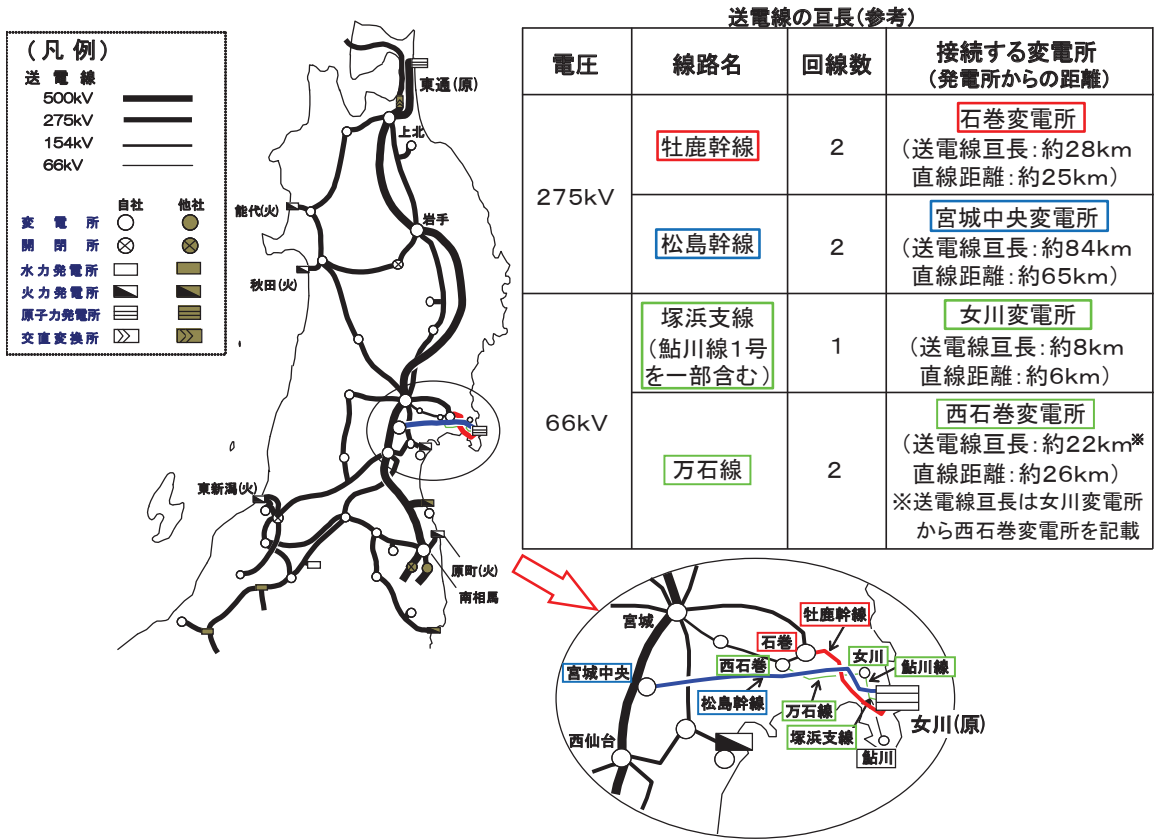 (凡例)
送電線
500kV
275kV
154kV
66kV
自社
他社
変電所
開閉所
水力発電所
火力発電所
原子力発電所
交直変換所
東通(原)
上北
能代(火)
岩手
秋田(火)
東新潟(火)
原町(火)
南相馬
送電線の亘長(参考)
電圧
線路名
回線数
接続する変電所
(発電所からの距離)
275kV
牡鹿幹線
2
石巻変電所
(送電線亘長:約28km
直線距離:約25km)
松島幹線
2
宮城中央変電所
(送電線亘長:約84km
直線距離:約65km)
66kV
塚浜支線
(鮎川線1号
を一部含む)
1
女川変電所
(送電線亘長:約8km
直線距離:約6km)
万石線
2
西石巻変電所
(送電線亘長:約22km※
直線距離:約26km)
※送電線亘長は女川変電所
から西石巻変電所を記載
宮城
石巻
牡鹿幹線
宮城中央
西石巻
女川
鮎川線
松島幹線
万石線
塚浜支線
女川(原)
西仙台
鮎川